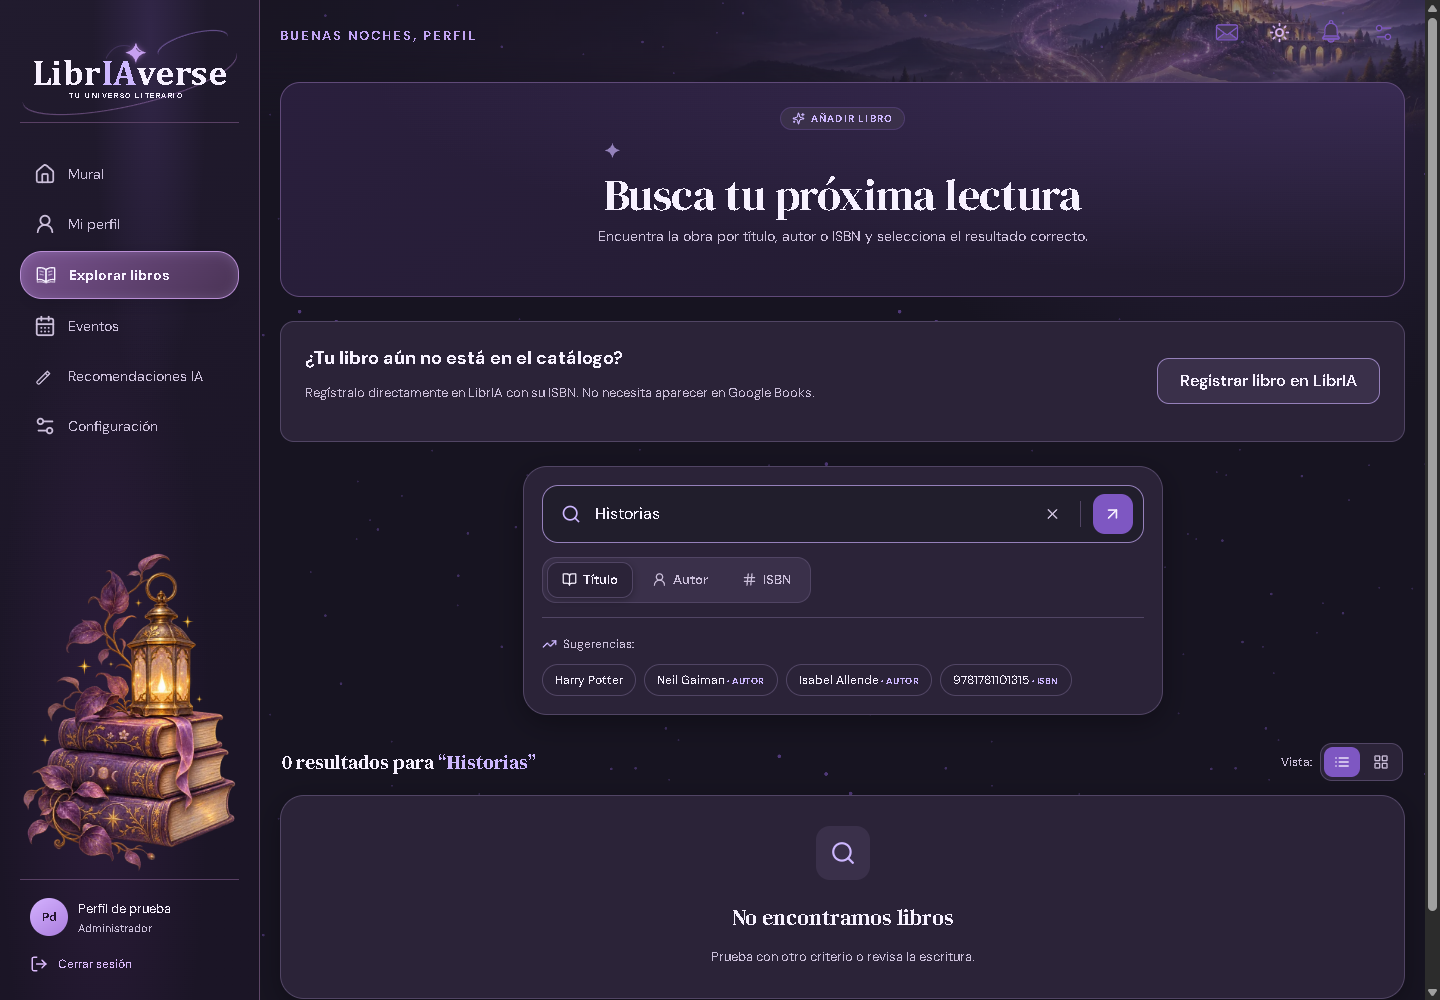 LibrIAverse
TU UNIVERSO LITERARIO
Mural
Mi perfil
Explorar libros
Eventos
Recomendaciones IA
Configuración
Pd
Perfil de prueba
Administrador
Cerrar sesión
BUENAS NOCHES, PERFIL
AÑADIR LIBRO
Busca tu próxima lectura
Encuentra la obra por título, autor o ISBN y selecciona el resultado correcto.
¿Tu libro aún no está en el catálogo?
Regístralo directamente en LibrIA con su ISBN. No necesita aparecer en Google Books.
Registrar libro en LibrIA
Historias
Título Autor ISBN
Sugerencias:
Harry Potter Neil Gaiman · AUTOR Isabel Allende · AUTOR 9781781101315 · ISBN
0 resultados para “Historias”
Vista:
No encontramos libros
Prueba con otro criterio o revisa la escritura.